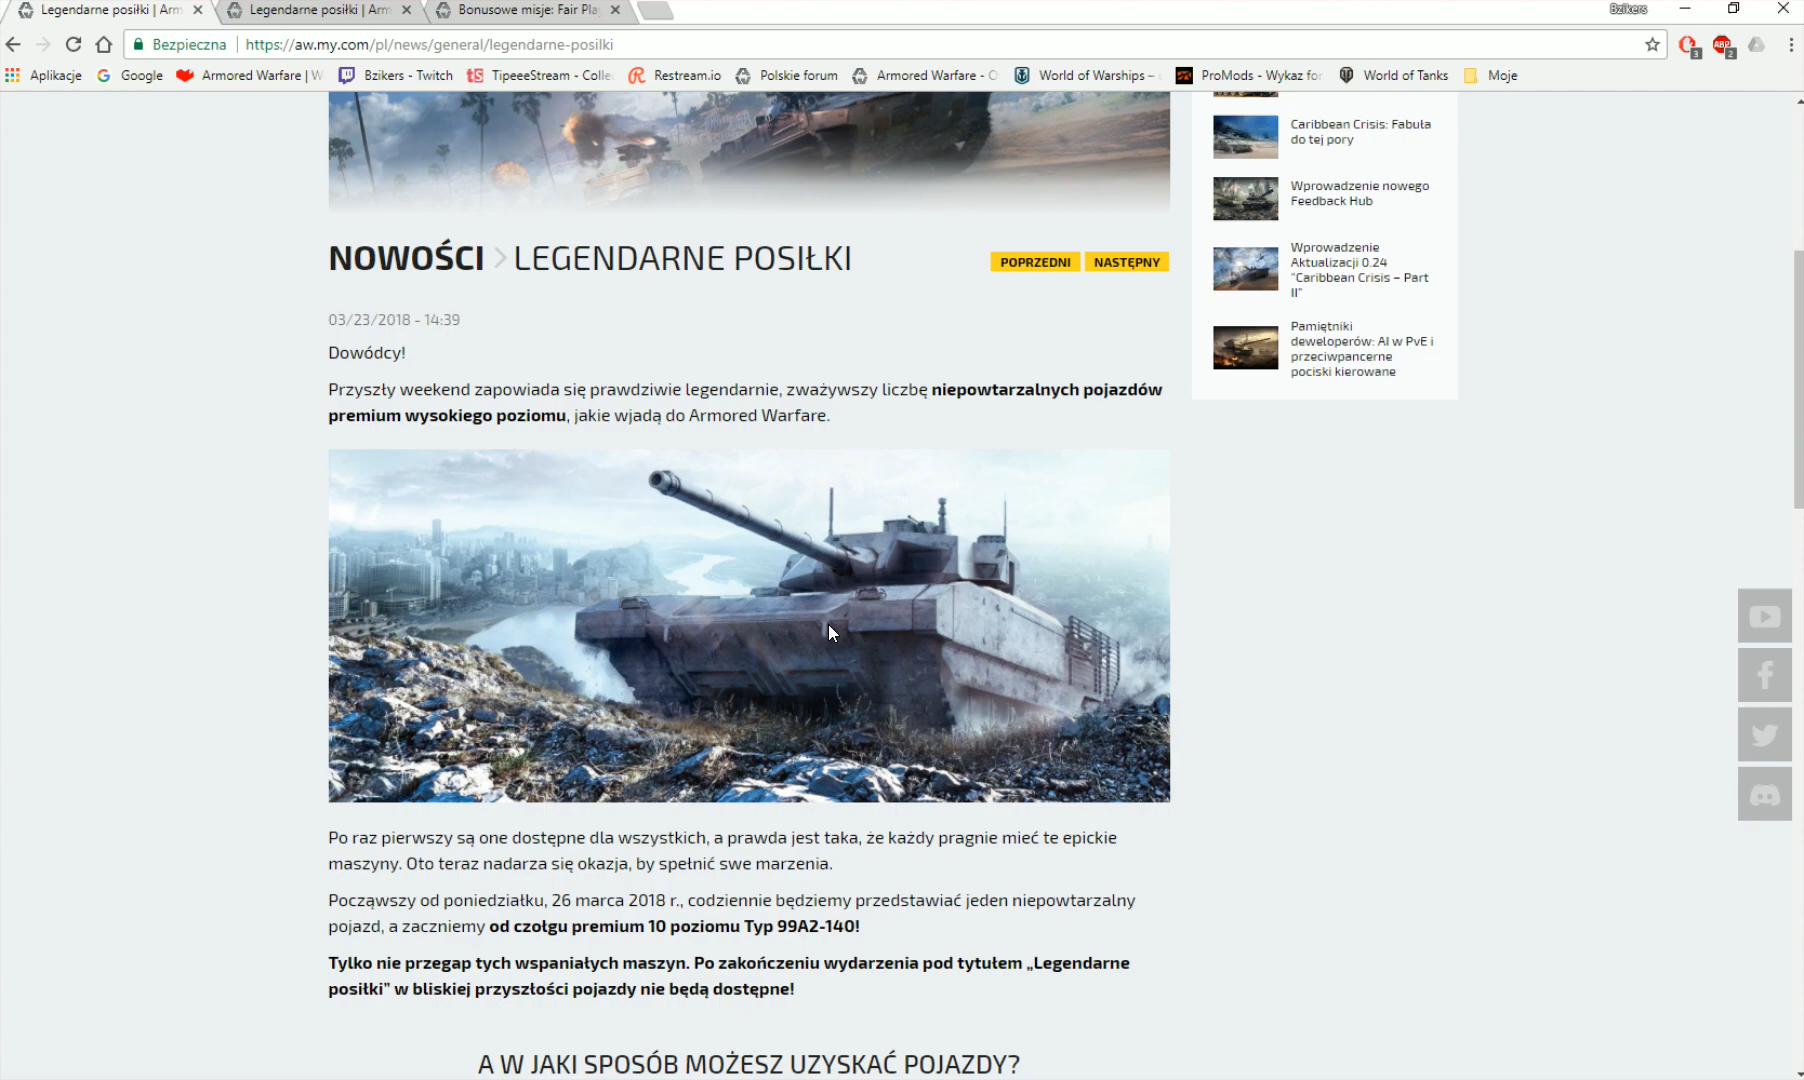 Legendarne posiłki | Arm
Legendarne posiłki | Arm
Bonusowe misje: Fair Pla
Bzikers
Bezpieczna
https://aw.my.com/pl/news/general/legendarne-posilki
3
ABP
2
Aplikacje
Google
Armored Warfare | W
Bzikers - Twitch
TipeeeStream - Colle
Restream.io
Polskie forum
Armored Warfare - O
World of Warships –
ProMods - Wykaz for
World of Tanks
Moje
NOWOŚCI > LEGENDARNE POSIŁKI
POPRZEDNI
NASTĘPNY
03/23/2018 - 14:39
Dowódcy!
Przyszły weekend zapowiada się prawdziwie legendarnie, zważywszy liczbę niepowtarzalnych pojazdów
premium wysokiego poziomu, jakie wjadą do Armored Warfare.
Po raz pierwszy są one dostępne dla wszystkich, a prawda jest taka, że każdy pragnie mieć te epickie
maszyny. Oto teraz nadarza się okazja, by spełnić swe marzenia.
Począwszy od poniedziałku, 26 marca 2018 r., codziennie będziemy przedstawiać jeden niepowtarzalny
pojazd, a zaczniemy od czołgu premium 10 poziomu Typ 99A2-140!
Tylko nie przegap tych wspaniałych maszyn. Po zakończeniu wydarzenia pod tytułem „Legendarne
posiłki” w bliskiej przyszłości pojazdy nie będą dostępne!
A W JAKI SPOSÓB MOŻESZ UZYSKAĆ POJAZDY?
Caribbean Crisis: Fabuła
do tej pory
Wprowadzenie nowego
Feedback Hub
Wprowadzenie
Aktualizacji 0.24
"Caribbean Crisis – Part
II"
Pamiętniki
deweloperów: AI w PvE i
przeciwpancerne
pociski kierowane